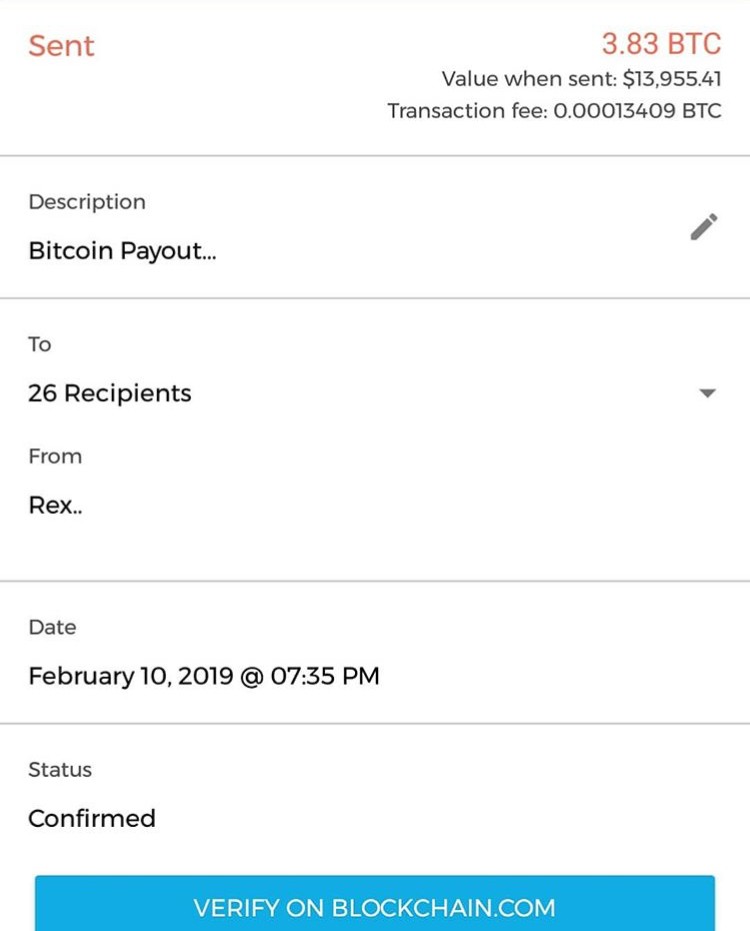 Sent
3.83 BTC
Value when sent: $13,955.41
Transaction fee: 0.00013409 BTC
Description
Bitcoin Payout...
To
26 Recipients
From
Rex..
Date
February 10, 2019 @ 07:35 PM
Status
Confirmed
VERIFY ON BLOCKCHAIN.COM